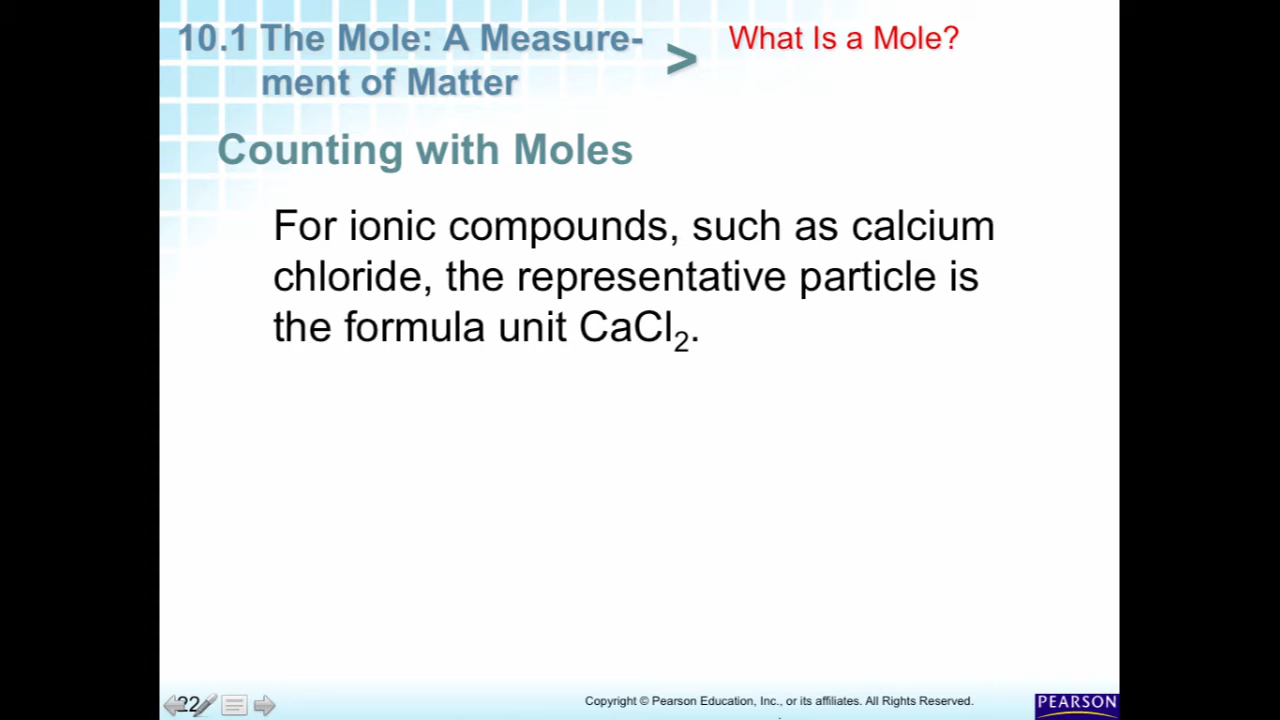 10.1 The Mole: A Measure-
ment of Matter
>
What Is a Mole?
Counting with Moles
For ionic compounds, such as calcium
chloride, the representative particle is
the formula unit CaCl₂.
22
Copyright © Pearson Education, Inc., or its affiliates. All Rights Reserved.
PEARSON